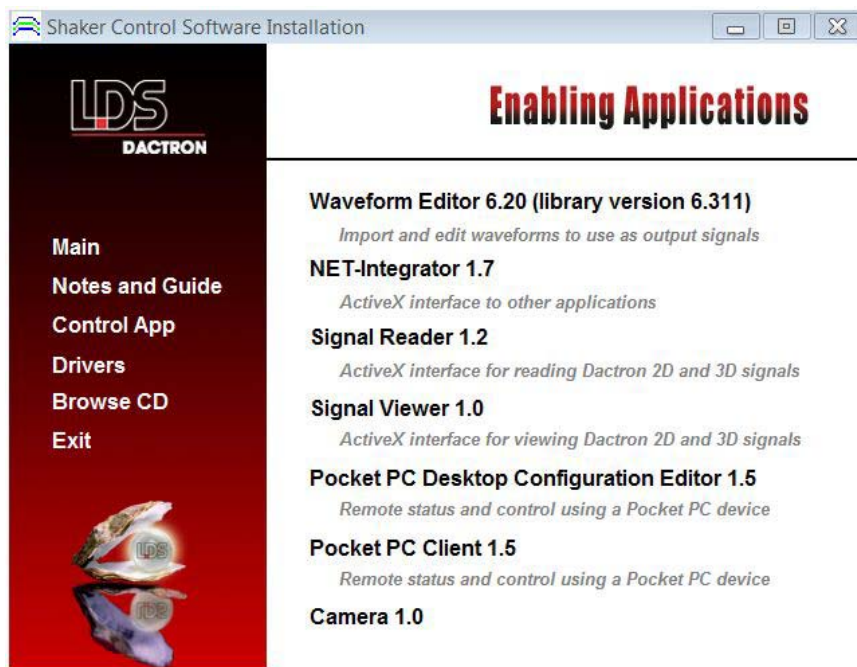 Shaker Control Software Installation
LDS
DACTRON
Enabling Applications
Main
Notes and Guide
Control App
Drivers
Browse CD
Exit
LDS
Waveform Editor 6.20 (library version 6.311)
Import and edit waveforms to use as output signals
NET-Integrator 1.7
ActiveX interface to other applications
Signal Reader 1.2
ActiveX interface for reading Dactron 2D and 3D signals
Signal Viewer 1.0
ActiveX interface for viewing Dactron 2D and 3D signals
Pocket PC Desktop Configuration Editor 1.5
Remote status and control using a Pocket PC device
Pocket PC Client 1.5
Remote status and control using a Pocket PC device
Camera 1.0